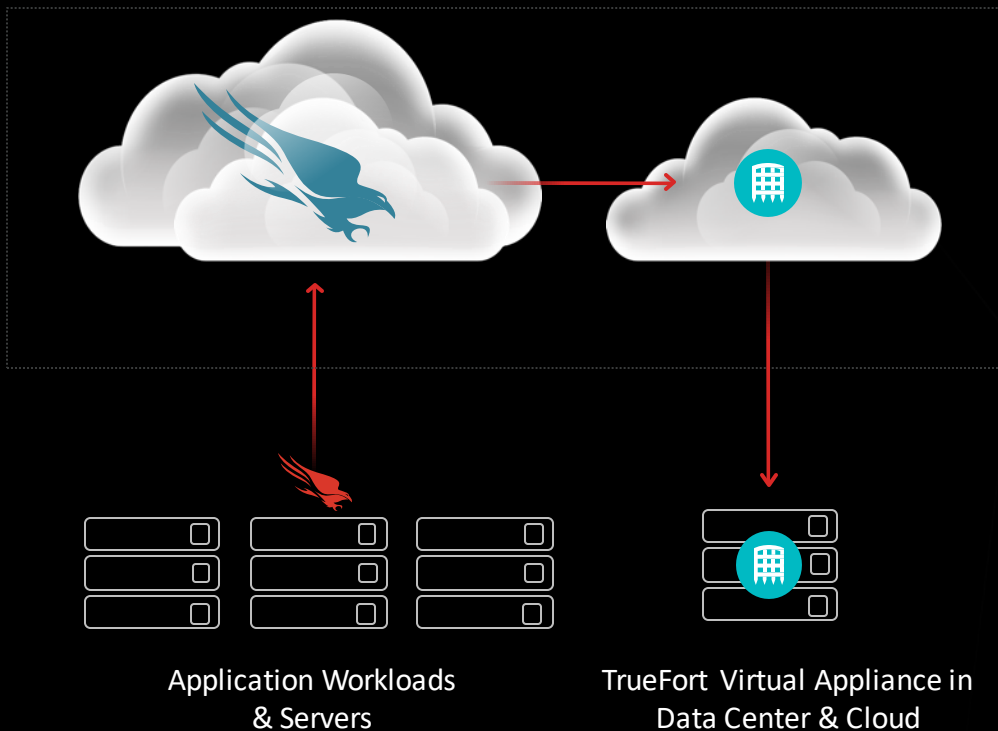 Application Workloads
& Servers
TrueFort Virtual Appliance in
Data Center & Cloud